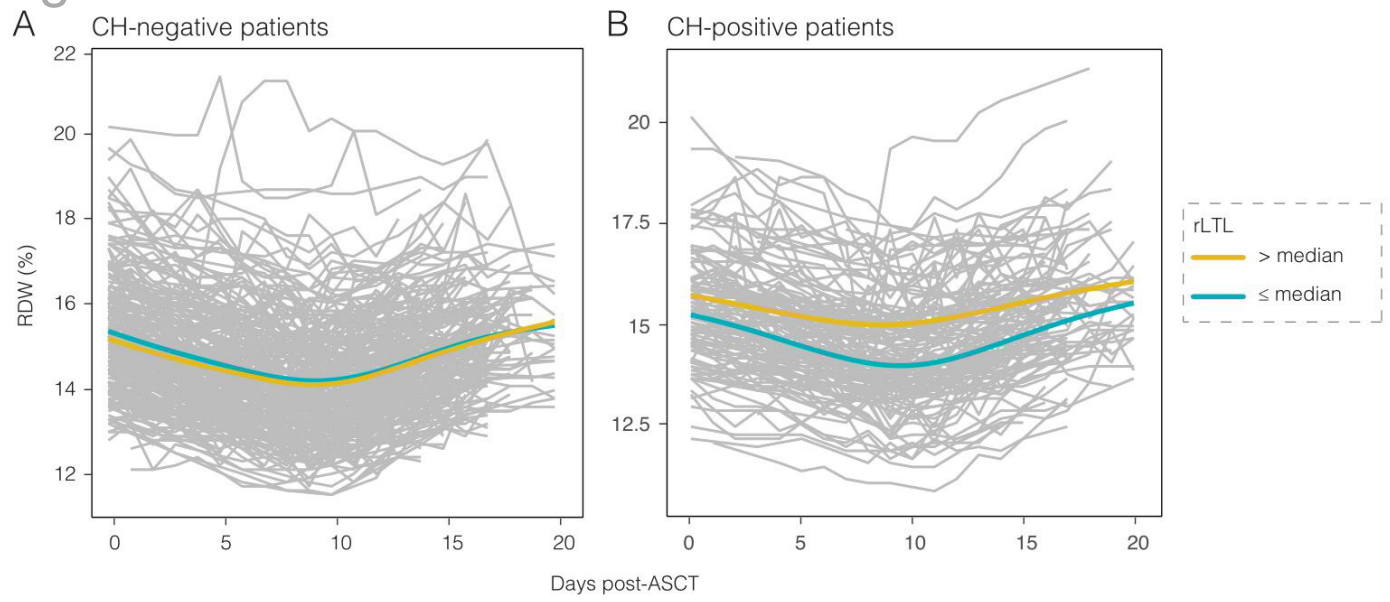 A
CH-negative patients
22
20
18
16
14
12
RDW (%)
0
5
10
15
20
B
CH-positive patients
20
17.5
15
12.5
0
5
10
15
20
Days post-ASCT
rLTL
> median
≤ median